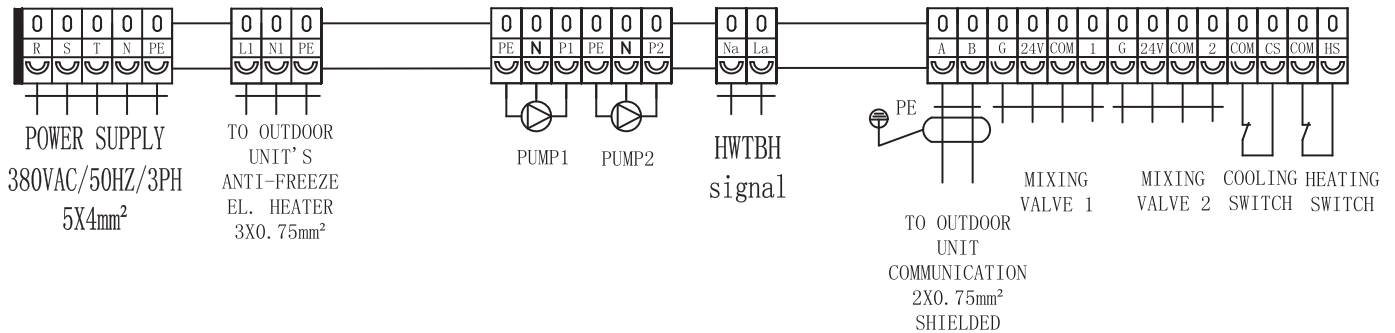 0 0 0 0 0 0 0 0 0 0 0 0 0 0 0 0 0 0 0 0 0 0 0 0 0 0 0 0 0 0
R S T N PE L1 N1 PE PE N P1 PE N P2 Na La A B G 24V COM 1 G 24V COM 2 COM CS COM HS
PE
POWER SUPPLY
380VAC/50HZ/3PH
5X4mm²
TO OUTDOOR
UNIT'S
ANTI-FREEZE
EL. HEATER
3X0.75mm²
PUMP1
PUMP2
HWTBH
signal
TO OUTDOOR
UNIT
COMMUNICATION
2X0.75mm²
SHIELDED
MIXING
VALVE 1
MIXING
VALVE 2
COOLING
SWITCH
HEATING
SWITCH